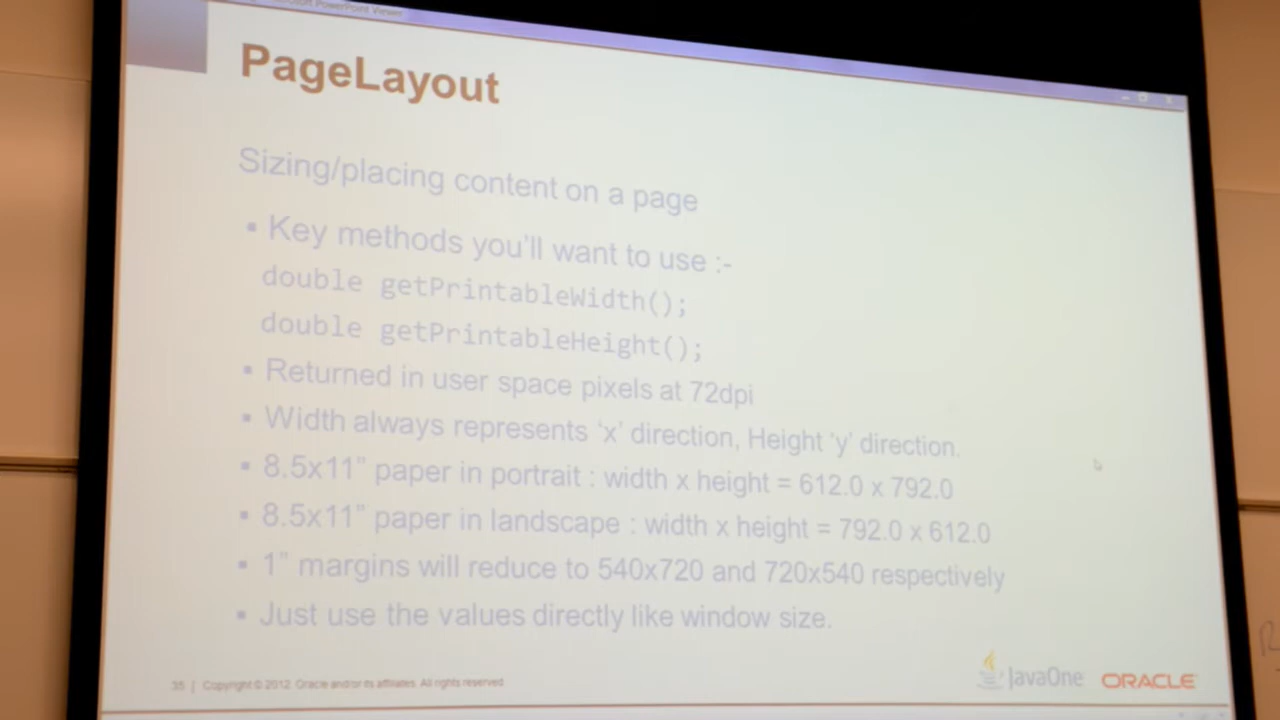 Microsoft PowerPoint Viewer
PageLayout
Sizing/placing content on a page
▪ Key methods you'll want to use :-
double getPrintableWidth();
double getPrintableHeight();
▪ Returned in user space pixels at 72dpi
▪ Width always represents 'x' direction, Height 'y' direction.
▪ 8.5x11" paper in portrait : width x height = 612.0 x 792.0
▪ 8.5x11" paper in landscape : width x height = 792.0 x 612.0
▪ 1" margins will reduce to 540x720 and 720x540 respectively
▪ Just use the values directly like window size.
35 | Copyright © 2012 Oracle and/or its affiliates. All rights reserved
JavaOne ORACLE